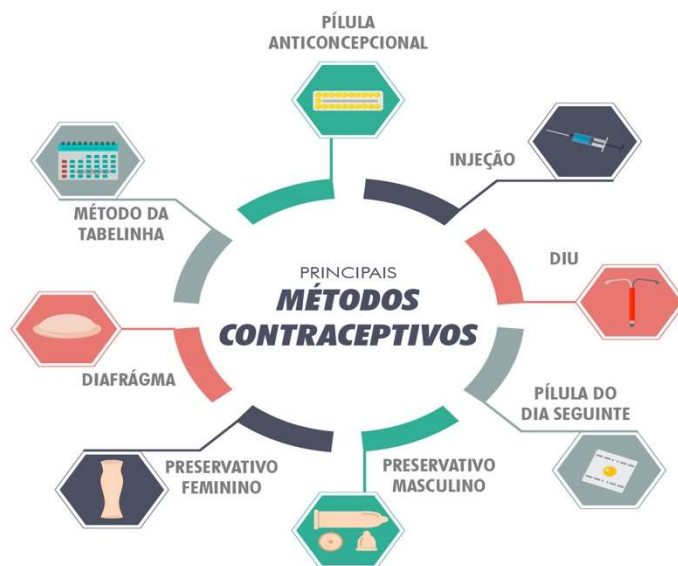 PÍLULA
ANTICONCEPCIONAL
INJEÇÃO
DIU
PÍLULA DO
DIA SEGUINTE
PRESERVATIVO
MASCULINO
PRESERVATIVO
FEMININO
DIAFRÁGMA
MÉTODO DA
TABELINHA
PRINCIPAIS
MÉTODOS
CONTRACEPTIVOS